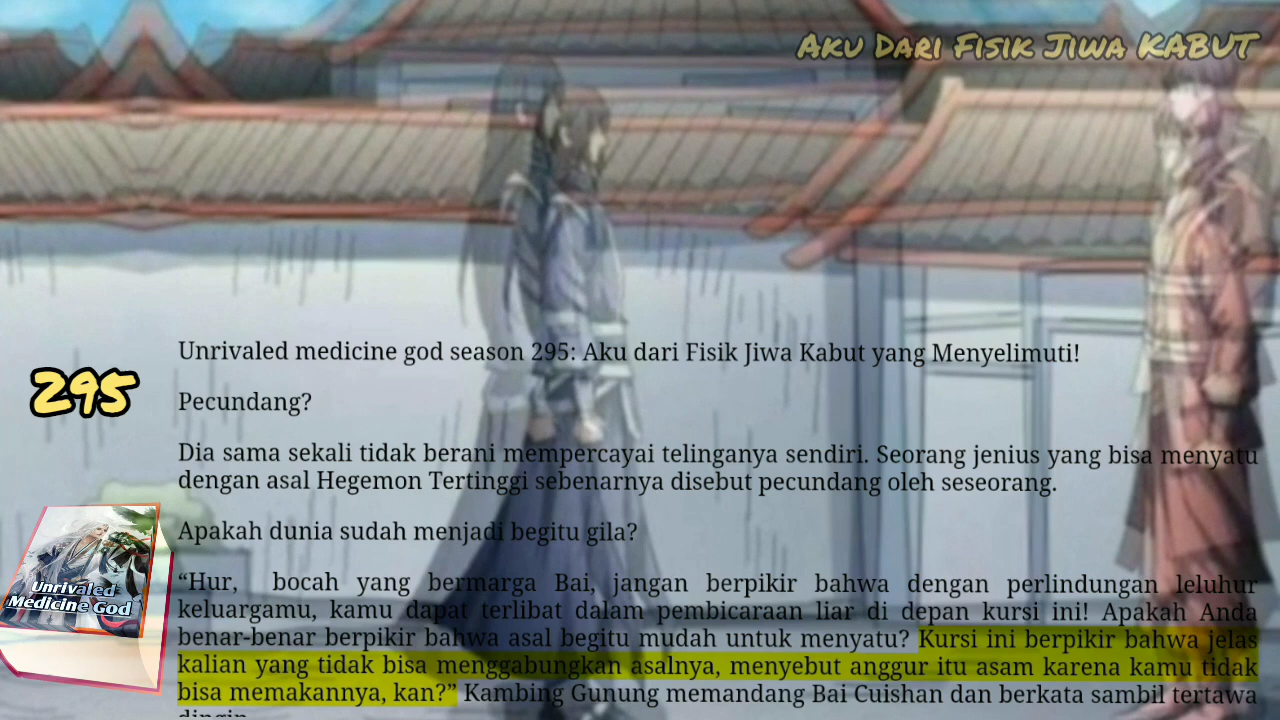 Aku Dari Fisik Jiwa KABUT
Unrivaled medicine god season 295: Aku dari Fisik Jiwa Kabut yang Menyelimuti!
295
Pecundang?
Dia sama sekali tidak berani mempercayai telinganya sendiri. Seorang jenius yang bisa menyatu
dengan asal Hegemon Tertinggi sebenarnya disebut pecundang oleh seseorang.
Apakah dunia sudah menjadi begitu gila?
“Hur, bocah yang bermarga Bai, jangan berpikir bahwa dengan perlindungan leluhur
keluargamu, kamu dapat terlibat dalam pembicaraan liar di depan kursi ini! Apakah Anda
benar-benar berpikir bahwa asal begitu mudah untuk menyatu? Kursi ini berpikir bahwa jelas
kalian yang tidak bisa menggabungkan asalnya, menyebut anggur itu asam karena kamu tidak
bisa memakannya, kan?” Kambing Gunung memandang Bai Cuishan dan berkata sambil tertawa
Unrivaled
Medicine God